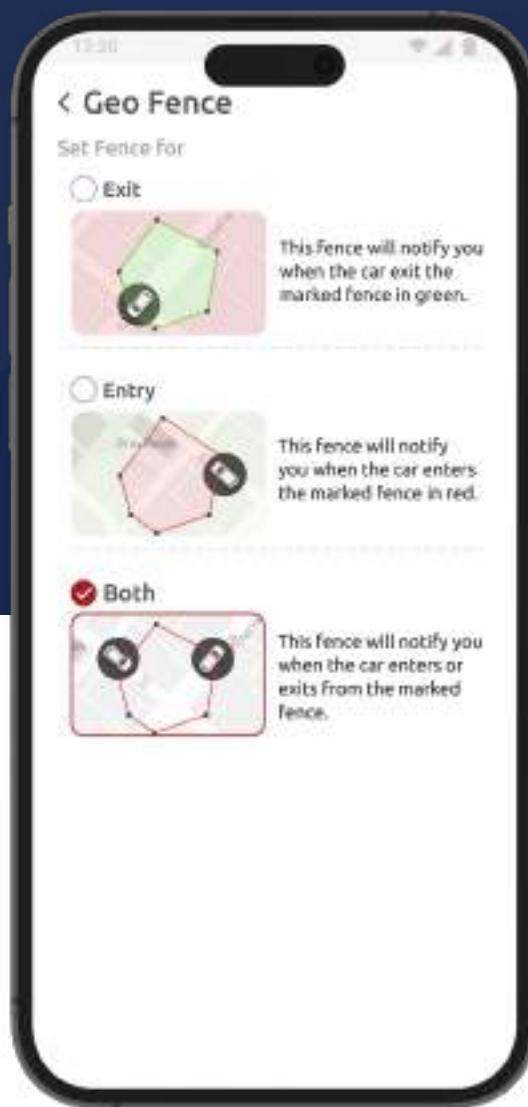 12:30
Geo Fence
Set Fence for
Exit
This fence will notify you
when the car exit the
marked fence in green.
Entry
This fence will notify
you when the car enters
the marked fence in red.
Both
This fence will notify you
when the car enters or
exits from the marked
fence.